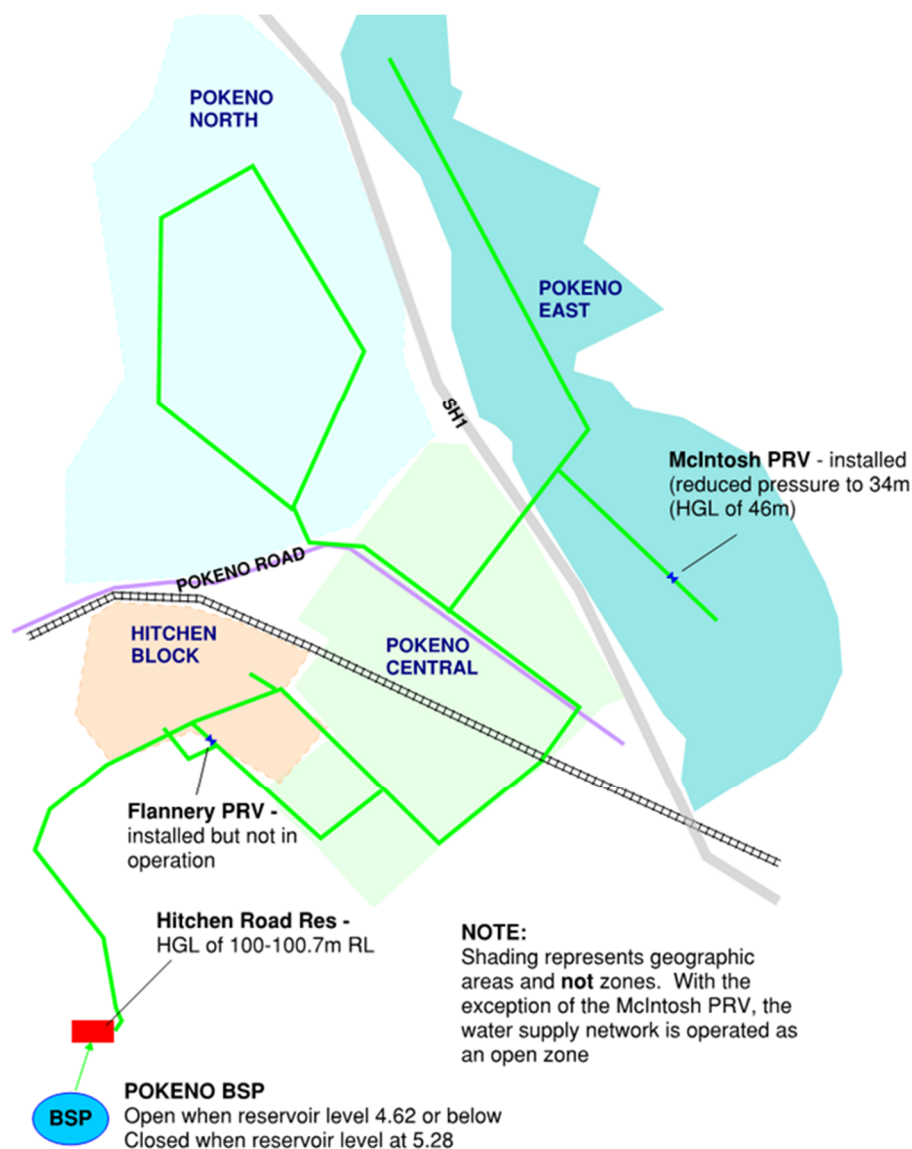 POKENO
NORTH
POKENO
EAST
SH1
McIntosh PRV - installed
(reduced pressure to 34m
(HGL of 46m)
POKENO ROAD
HITCHEN
BLOCK
POKENO
CENTRAL
Flannery PRV -
installed but not in
operation
Hitchen Road Res -
HGL of 100-100.7m RL
NOTE:
Shading represents geographic
areas and not zones. With the
exception of the McIntosh PRV, the
water supply network is operated as
an open zone
POKENO BSP
BSP
Open when reservoir level 4.62 or below
Closed when reservoir level at 5.28